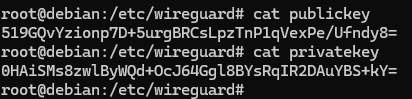 root@debian:/etc/wireguard# cat publickey
519GQvYzionp7D+5urgBRCsLpzTnP1qVexPe/Ufndy8=
root@debian:/etc/wireguard# cat privatekey
0HAiSMs8zwlByWQd+OcJ64Ggl8BYsRqIR2DAuYBS+kY=
root@debian:/etc/wireguard#